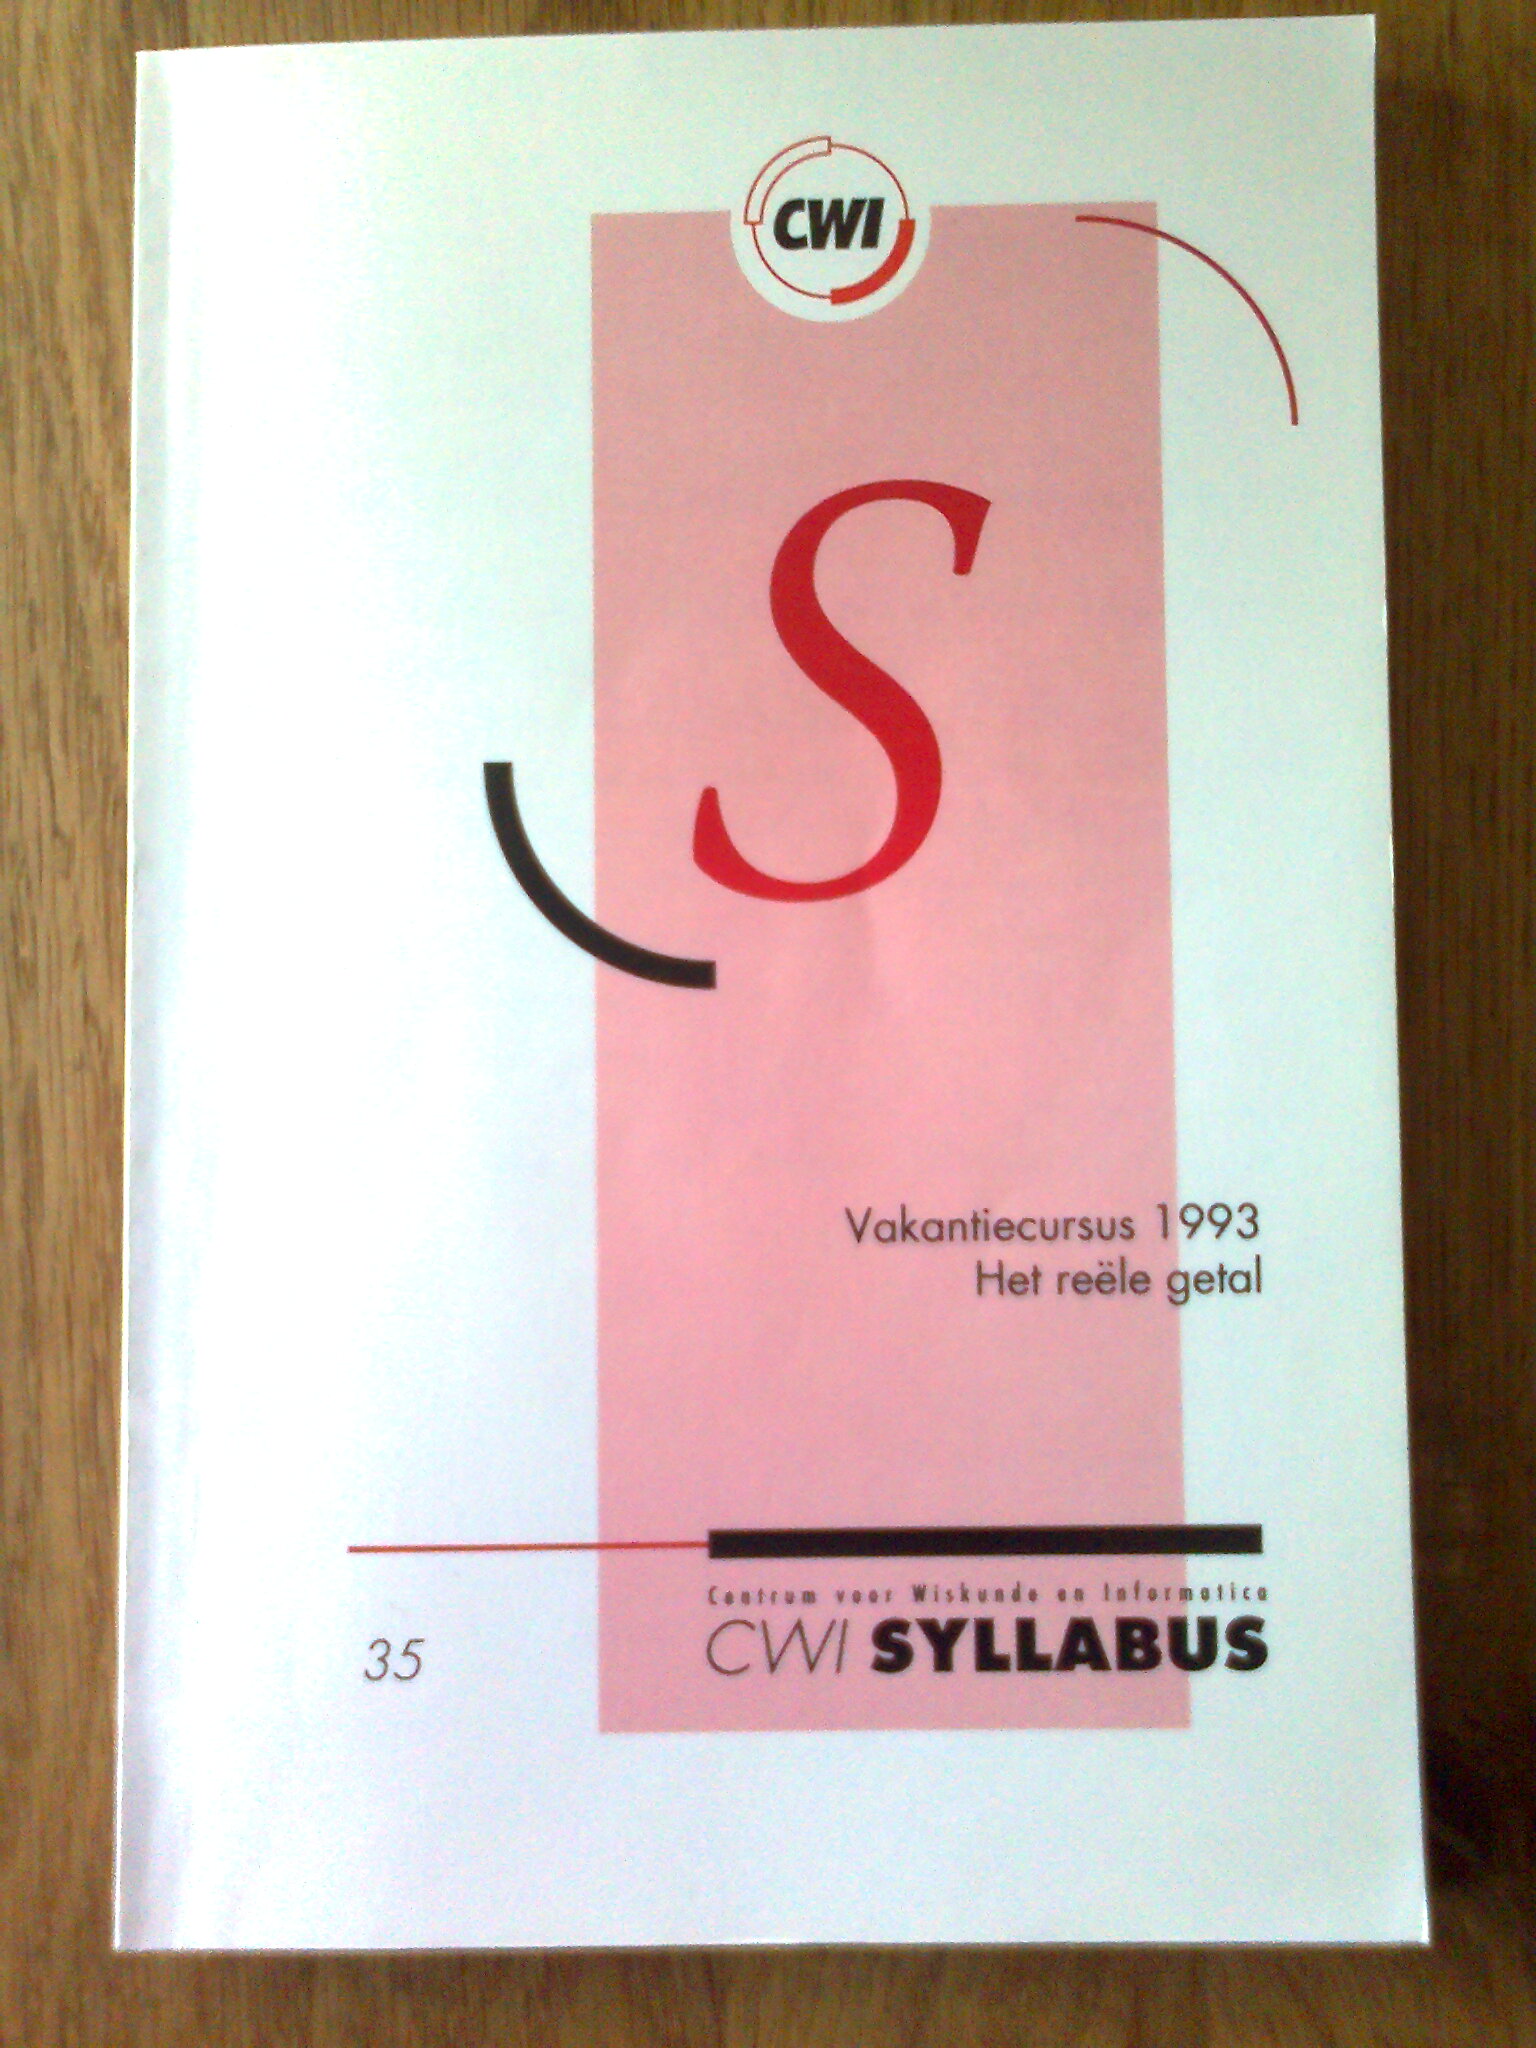 CWI
S
Vakantiecursus 1993
Het reële getal
Centrum voor Wiskunde en Informatica
35 CWI SYLLABUS